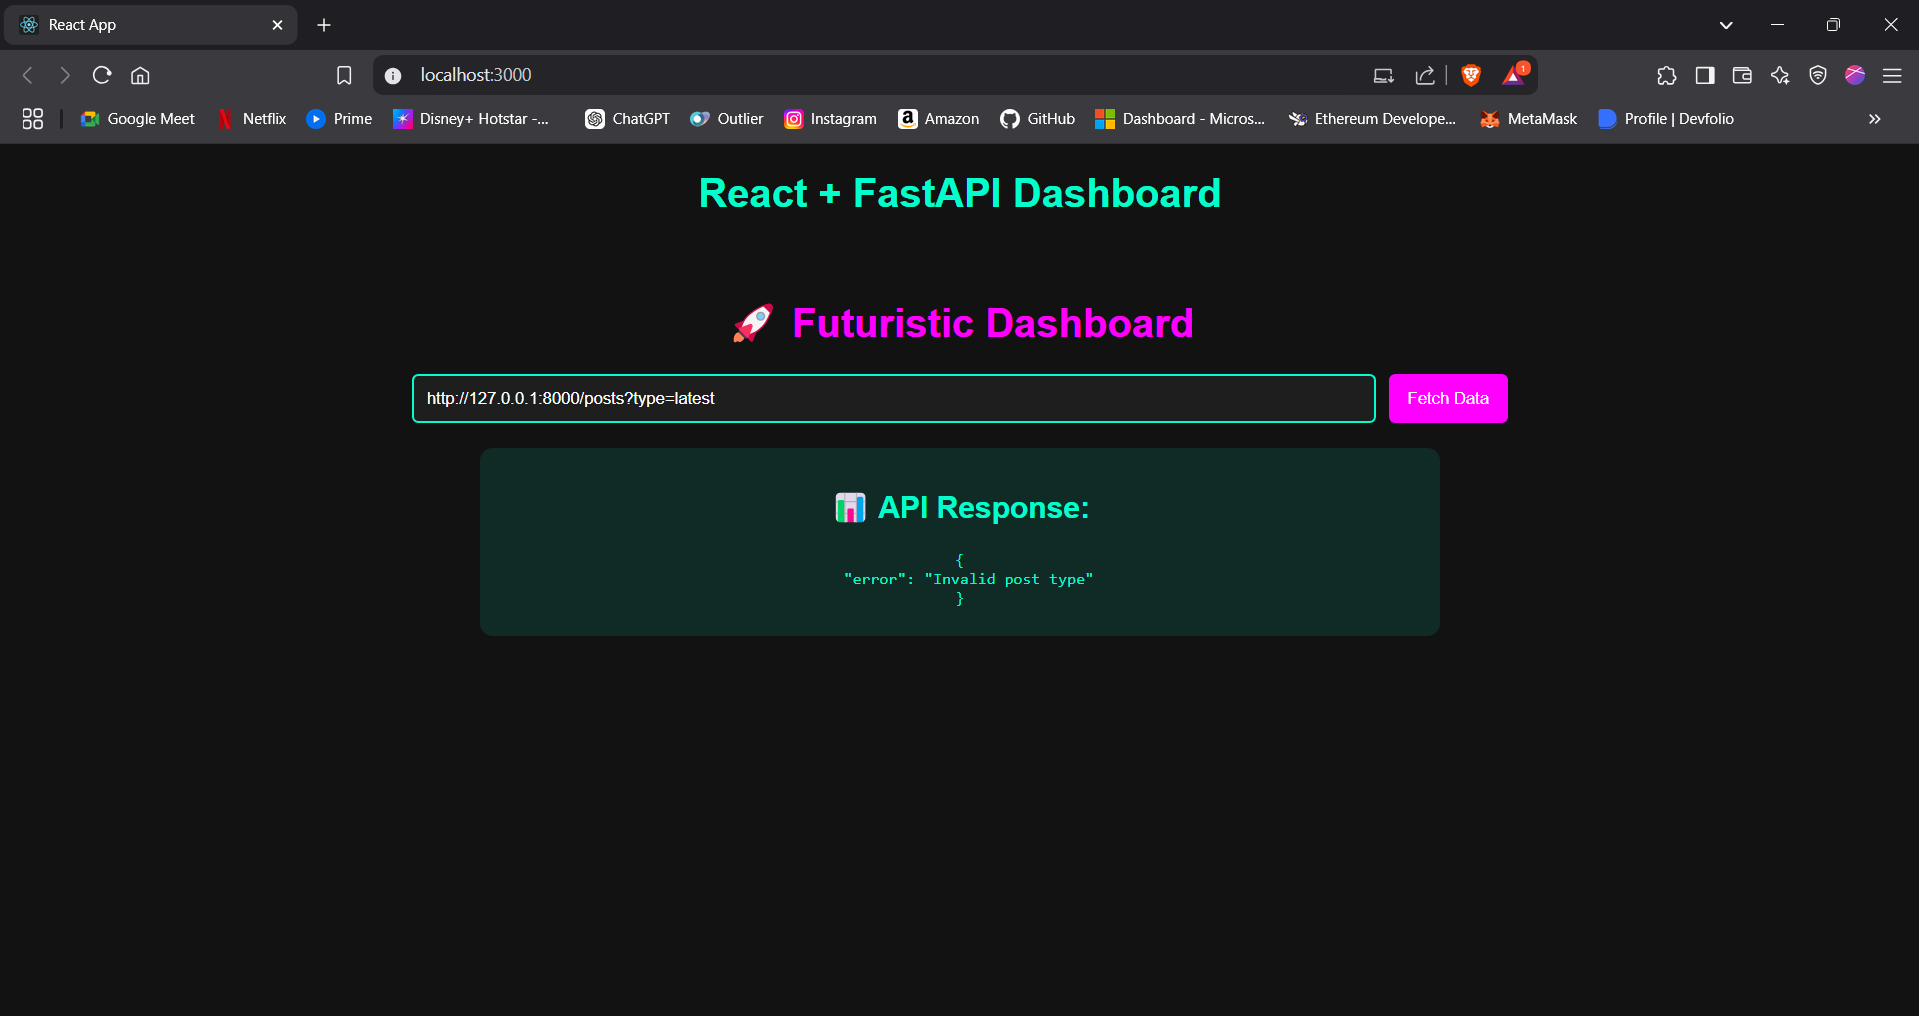 React App
localhost:3000
1
Google Meet
Netflix
Prime
Disney+ Hotstar -...
ChatGPT
Outlier
Instagram
Amazon
GitHub
Dashboard - Micros...
Ethereum Develope...
MetaMask
Profile | Devfolio
React + FastAPI Dashboard
Futuristic Dashboard
http://127.0.0.1:8000/posts?type=latest
Fetch Data
API Response:
{
"error": "Invalid post type"
}